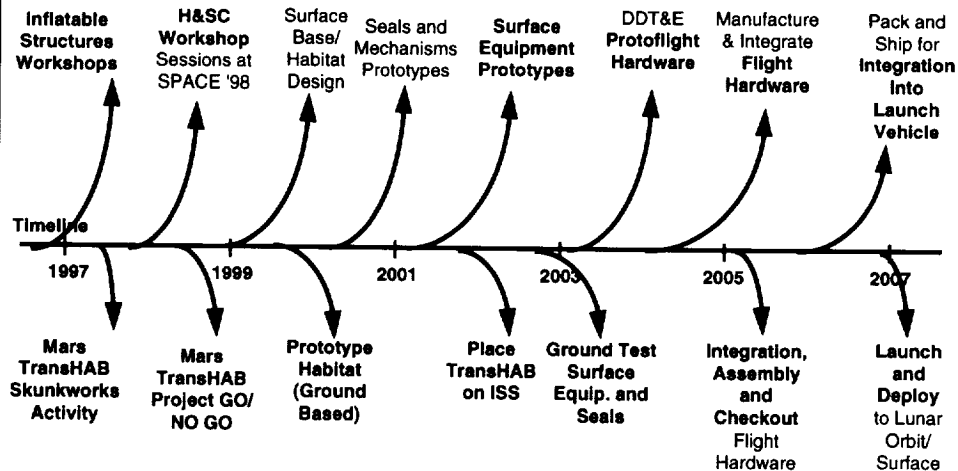 Inflatable
Structures
Workshops
H&SC
Workshop
Sessions at
SPACE '98
Surface
Base/
Habitat
Design
Seals and
Mechanisms
Prototypes
Surface
Equipment
Prototypes
DDT&E
Protoflight
Hardware
Manufacture
& Integrate
Flight
Hardware
Pack and
Ship for
Integration
Into
Launch
Vehicle
Timeline
1997
1999
2001
2003
2005
2007
Mars
TransHAB
Skunkworks
Activity
Mars
TransHAB
Project GO/
NO GO
Prototype
Habitat
(Ground
Based)
Place
TransHAB
on ISS
Ground Test
Surface
Equip. and
Seals
Integration,
Assembly
and
Checkout
Flight
Hardware
Launch
and
Deploy
to Lunar
Orbit/
Surface